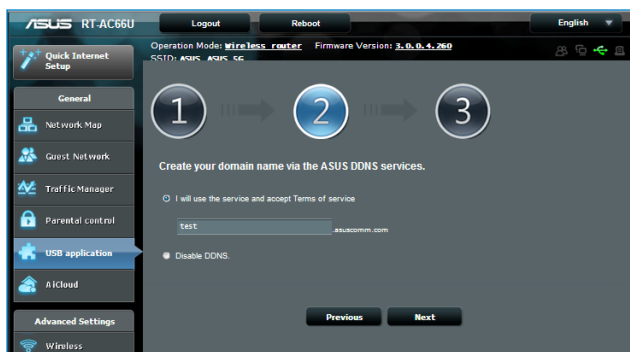 ASUS RT-AC66U Logout Reboot English
Quick Internet Setup
Operation Mode: Wireless router Firmware Version: 3.0.0.4.260
SSID: ASUS ASUS_5G
General
Network Map
Guest Network
Traffic Manager
Parental control
USB application
AiCloud
Advanced Settings
Wireless
1 2 3
Create your domain name via the ASUS DDNS services.
I will use the service and accept Terms of service
test .asuscomm.com
Disable DDNS.
Previous Next